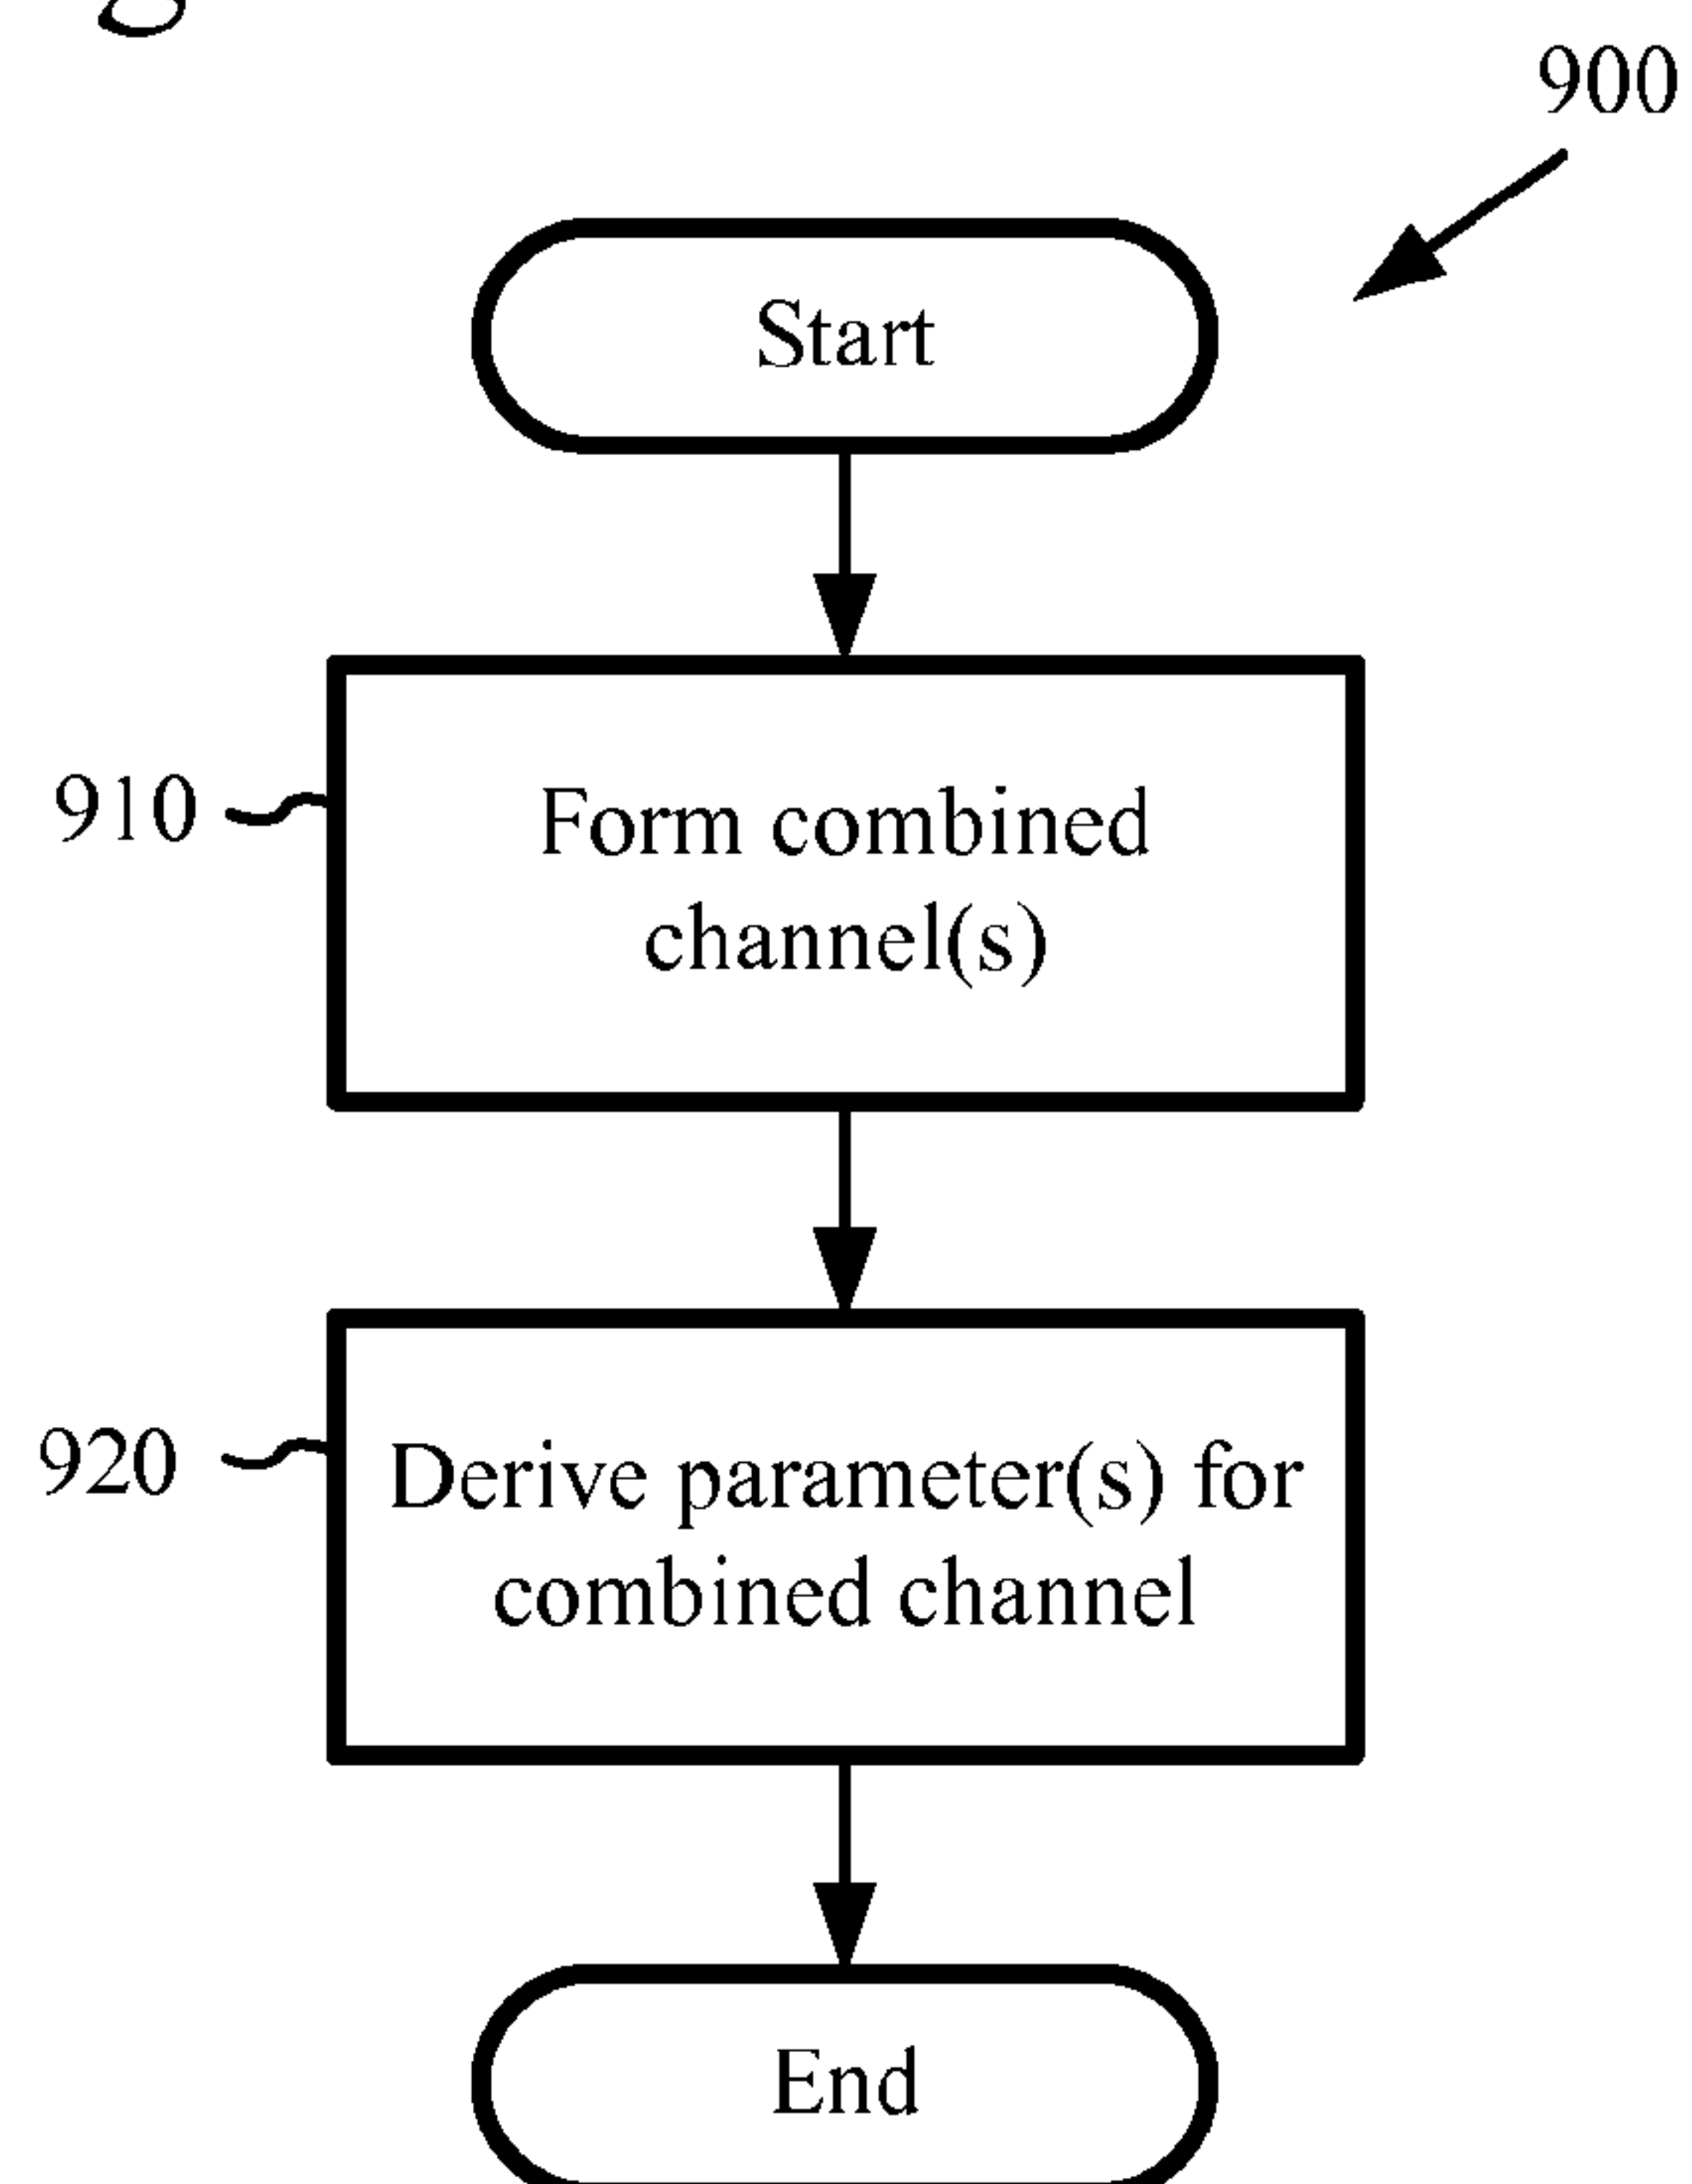 900
Start
910
Form combined
channel(s)
920
Derive parameter(s) for
combined channel
End